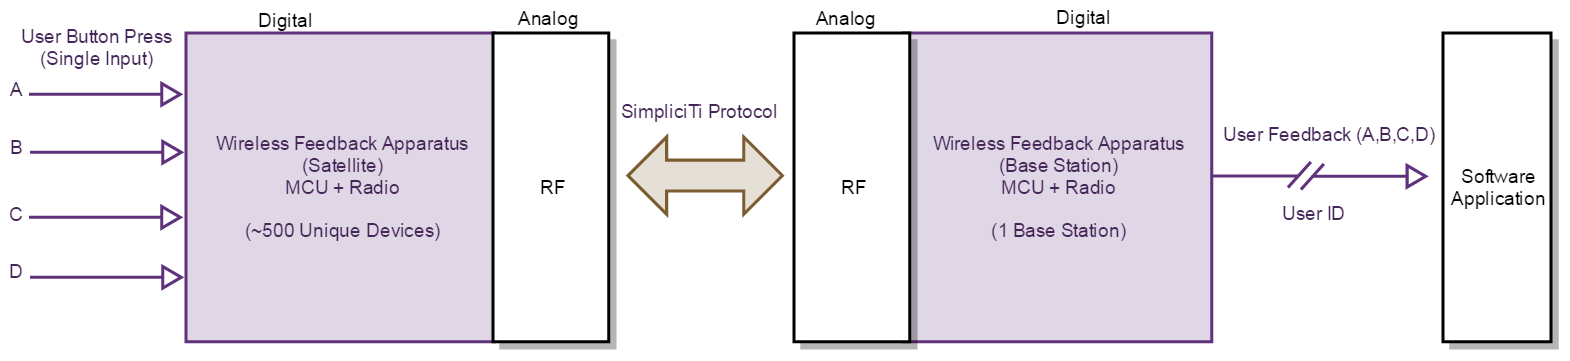 Digital
Analog
User Button Press
(Single Input)
A
B
C
D
Wireless Feedback Apparatus
(Satellite)
MCU + Radio
(~500 Unique Devices)
RF
SimpliciTi Protocol
Analog
Digital
RF
Wireless Feedback Apparatus
(Base Station)
MCU + Radio
(1 Base Station)
User Feedback (A,B,C,D)
User ID
Software
Application